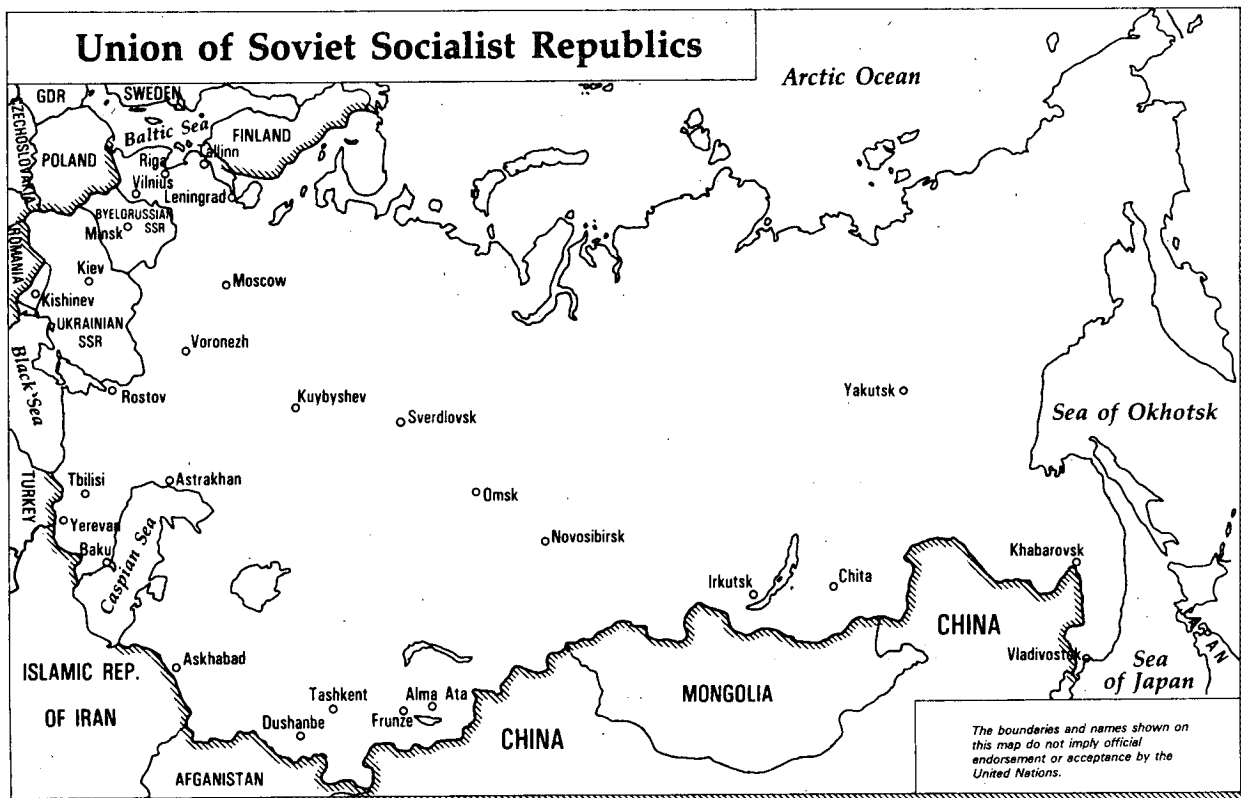 Union of Soviet Socialist Republics
Arctic Ocean
GDR
SWEDEN
CZECHOSLOVAKIA
Baltic Sea
FINLAND
POLAND
Riga
Tallinn
Vilnius
Leningrad
BYELORUSSIAN
SSR
Minsk
ROMANIA
Kiev
Moscow
Kishinev
UKRAINIAN
SSR
Voronezh
Black Sea
Rostov
Kuybyshev
Sverdlovsk
Yakutsk
Sea of Okhotsk
TURKEY
Tbilisi
Astrakhan
Omsk
Yerevan
Baku
Caspian Sea
Novosibirsk
Khabarovsk
Irkutsk
Chita
CHINA
JAPAN
ISLAMIC REP.
OF IRAN
Askhabad
Vladivostok
Sea
of Japan
Tashkent
Alma Ata
MONGOLIA
Dushanbe
Frunze
CHINA
AFGANISTAN
The boundaries and names shown on
this map do not imply official
endorsement or acceptance by the
United Nations.